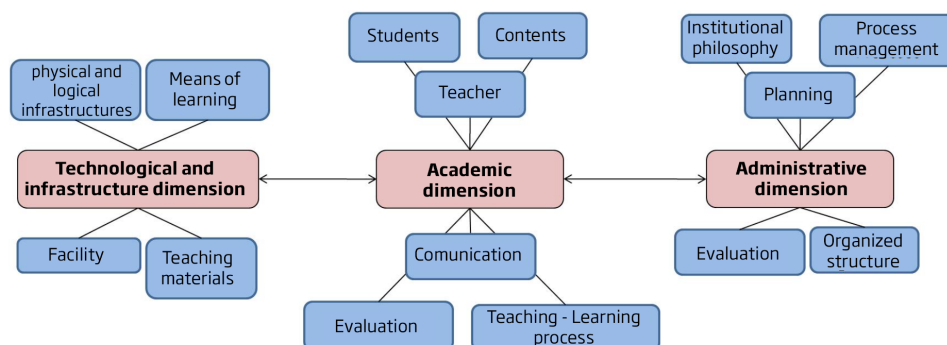 Students
Contents
Institutional
philosophy
Process
management
physical and
logical
infrastructures
Means of
learning
Teacher
Planning
Technological and
infrastructure dimension
Academic
dimension
Administrative
dimension
Facility
Teaching
materials
Comunication
Evaluation
Organized
structure
Evaluation
Teaching - Learning
process